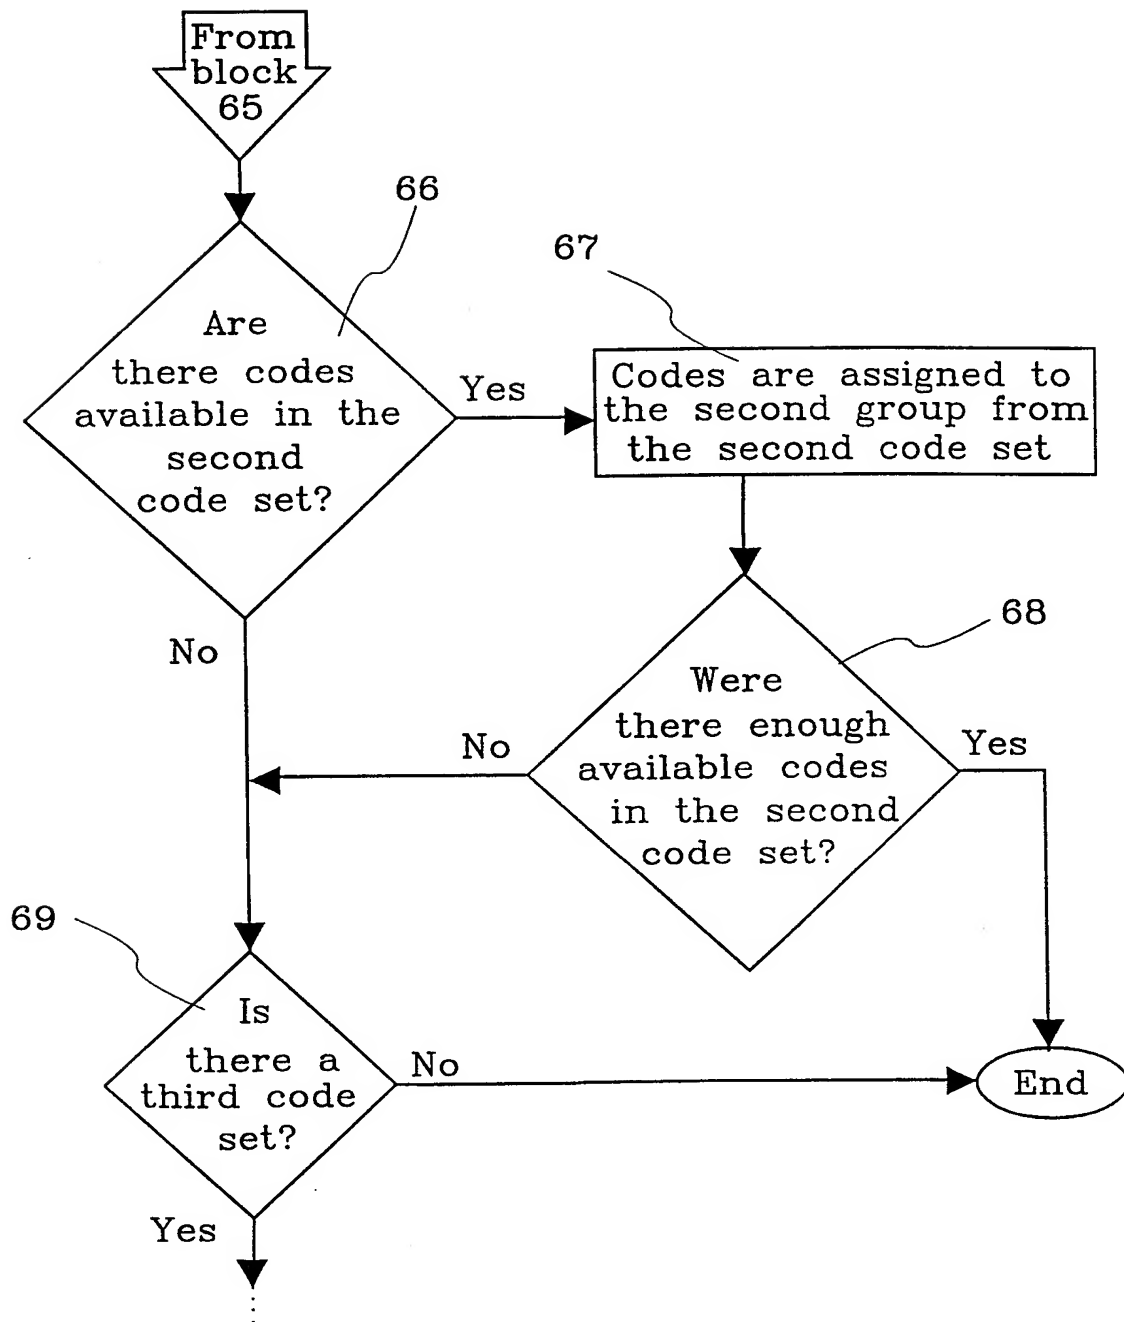 From
block
65
66
Are
there codes
available in the
second
code set?
Yes
No
67
Codes are assigned to
the second group from
the second code set
68
Were
there enough
available codes
in the second
code set?
No
Yes
69
Is
there a
third code
set?
No
End
Yes